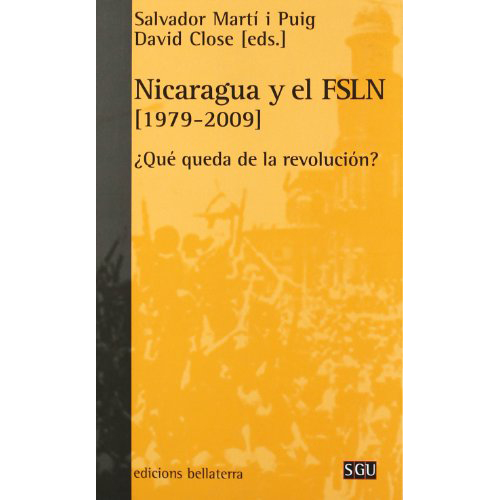 Salvador Martí i Puig
David Close [eds.]
Nicaragua y el FSLN
[1979-2009]
¿Qué queda de la revolución?
edicions bellaterra
SGU